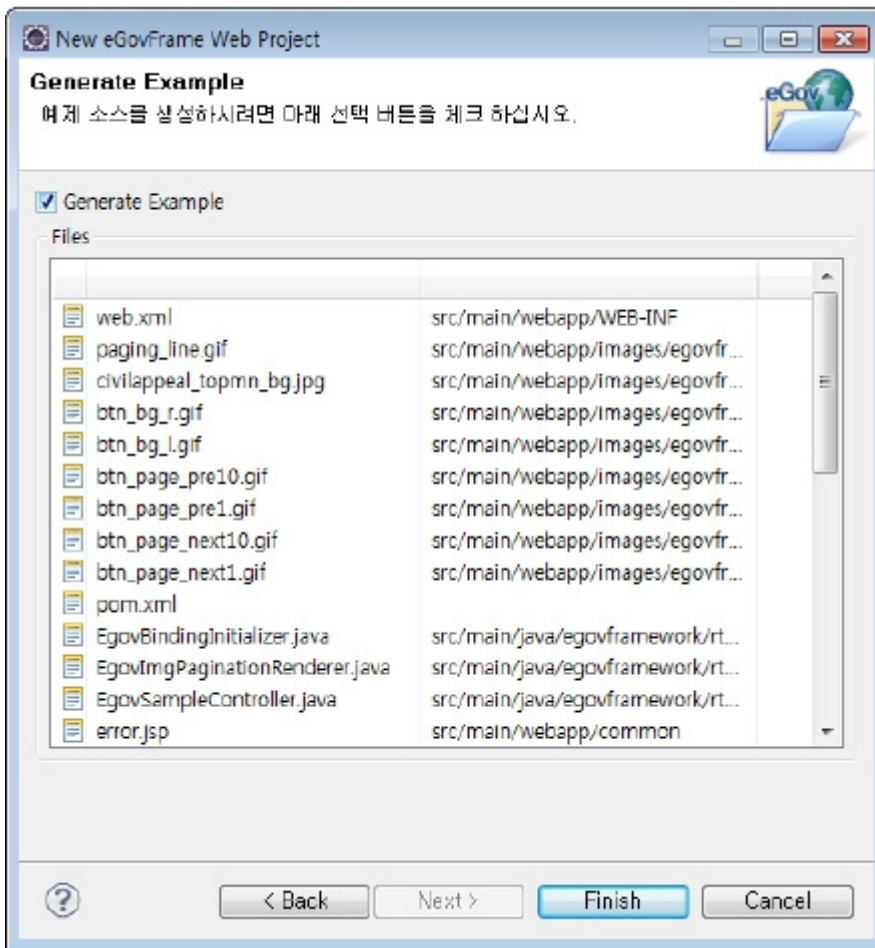 New eGovFrame Web Project
Generate Example
예제 소스를 생성하시려면 아래 선택 버튼을 체크 하십시오.
eGov
Generate Example
Files
web.xml src/main/webapp/WEB-INF
paging_line.gif src/main/webapp/images/egovfr...
civilappeal_topmn_bg.jpg src/main/webapp/images/egovfr...
btn_bg_r.gif src/main/webapp/images/egovfr...
btn_bg_l.gif src/main/webapp/images/egovfr...
btn_page_pre10.gif src/main/webapp/images/egovfr...
btn_page_pre1.gif src/main/webapp/images/egovfr...
btn_page_next10.gif src/main/webapp/images/egovfr...
btn_page_next1.gif src/main/webapp/images/egovfr...
pom.xml
EgovBindingInitializer.java src/main/java/egovframework/rt...
EgovImgPaginationRenderer.java src/main/java/egovframework/rt...
EgovSampleController.java src/main/java/egovframework/rt...
error.jsp src/main/webapp/common
? < Back Next > Finish Cancel